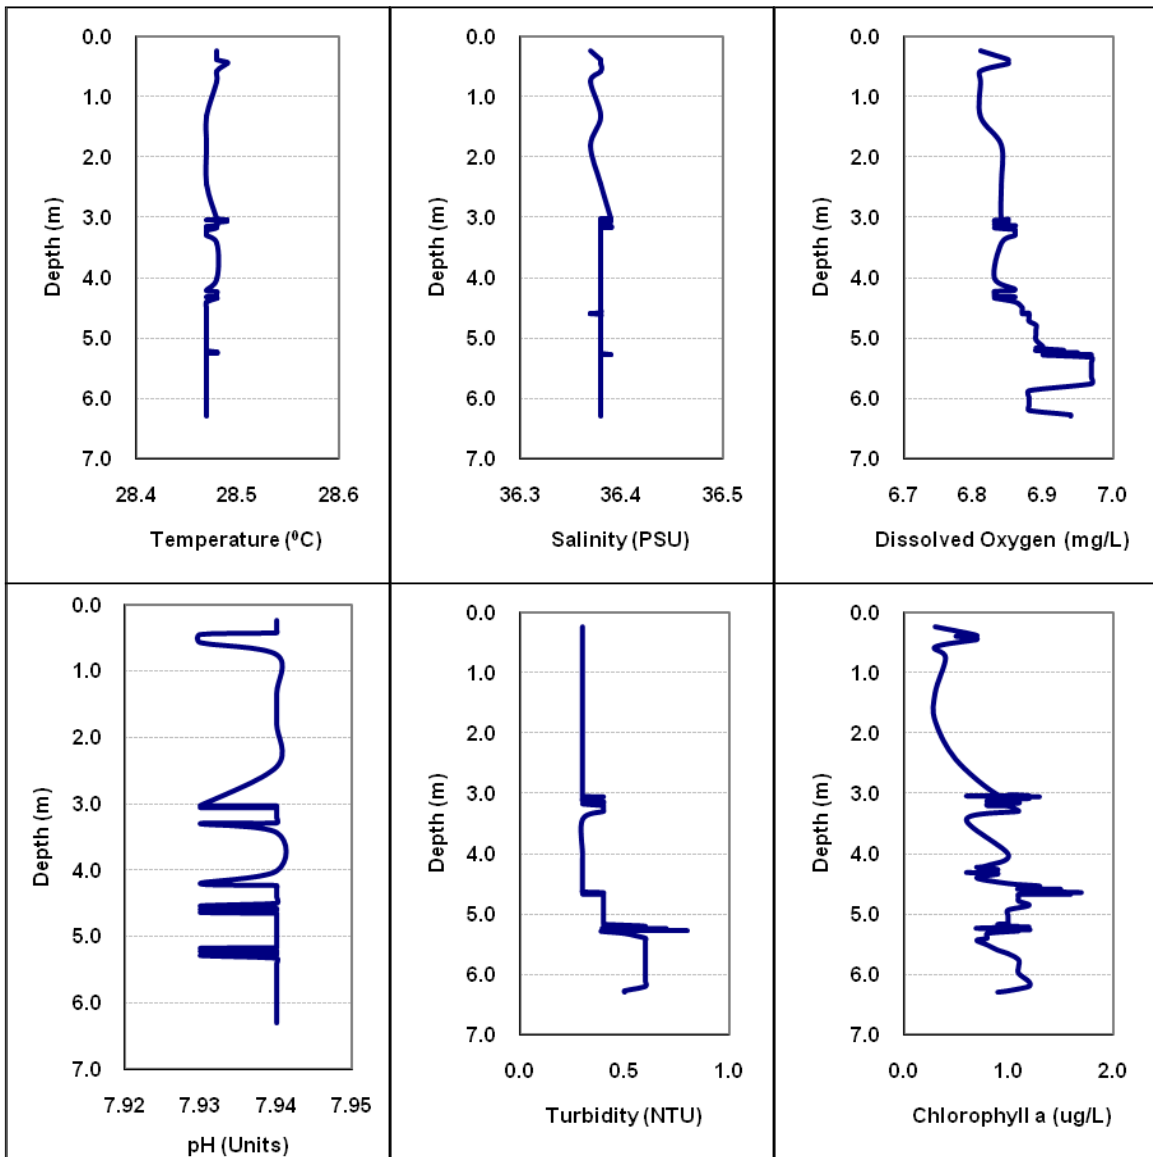 0.0
1.0
2.0
3.0
4.0
5.0
6.0
7.0
Depth (m)
28.4 28.5 28.6
Temperature (⁰C)
0.0
1.0
2.0
3.0
4.0
5.0
6.0
7.0
Depth (m)
36.3 36.4 36.5
Salinity (PSU)
0.0
1.0
2.0
3.0
4.0
5.0
6.0
7.0
Depth (m)
6.7 6.8 6.9 7.0
Dissolved Oxygen (mg/L)
0.0
1.0
2.0
3.0
4.0
5.0
6.0
7.0
Depth (m)
7.92 7.93 7.94 7.95
pH (Units)
0.0
1.0
2.0
3.0
4.0
5.0
6.0
7.0
Depth (m)
0.0 0.5 1.0
Turbidity (NTU)
0.0
1.0
2.0
3.0
4.0
5.0
6.0
7.0
Depth (m)
0.0 1.0 2.0
Chlorophyll a (ug/L)